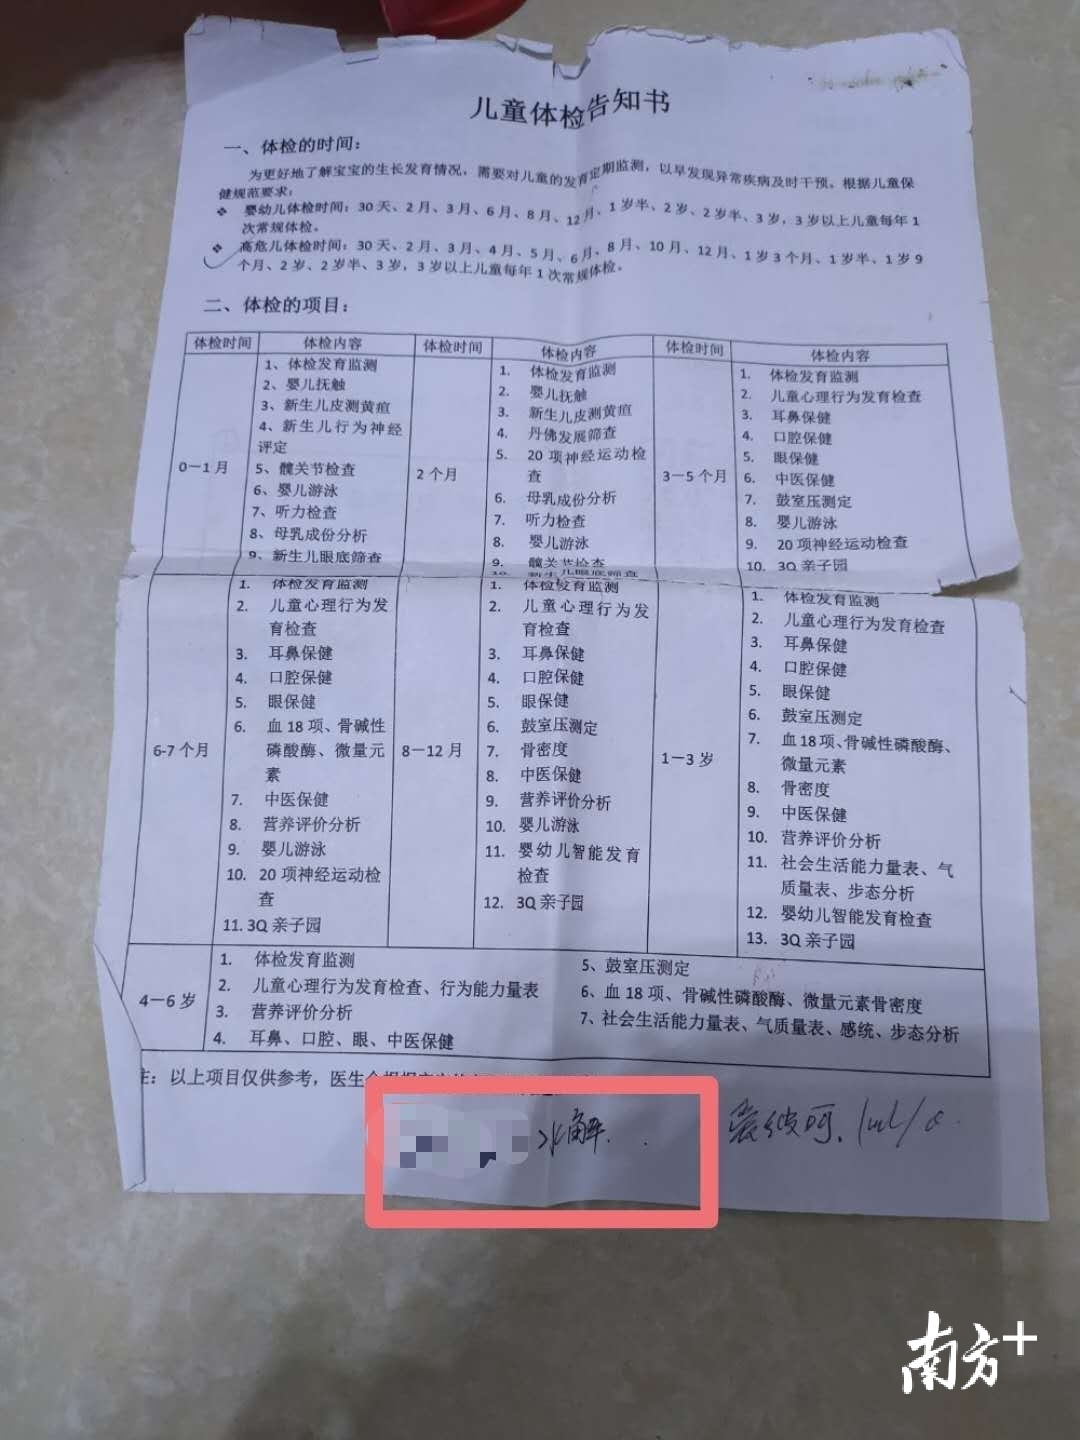 儿童体检告知书
一、体检的时间：
为更好地了解宝宝的生长发育情况，需要对儿童的发育定期监测，以早发现异常疾病及时干预。根据儿童保
健规范要求：
❖ 婴幼儿体检时间：30 天、2 月、3 月、6 月、8 月、12 月、1 岁半、2 岁、2 岁半、3 岁，3 岁以上儿童每年 1
次常规体检。
❖ 高危儿体检时间：30 天、2 月、3 月、4 月、5 月、6 月、8 月、10 月、12 月、1 岁 3 个月、1 岁半、1 岁 9
个月、2 岁、2 岁半、3 岁，3 岁以上儿童每年 1 次常规体检。
二、体检的项目：
体检时间 体检内容 体检时间 体检内容 体检时间 体检内容
0－1 月
1、体检发育监测
2、婴儿抚触
3、新生儿皮测黄疸
4、新生儿行为神经
评定
5、髋关节检查
6、婴儿游泳
7、听力检查
8、母乳成份分析
9、新生儿眼底筛查
2 个月
1. 体检发育监测
2. 婴儿抚触
3. 新生儿皮测黄疸
4. 丹佛发展筛查
5. 20 项神经运动检
查
6. 母乳成份分析
7. 听力检查
8. 婴儿游泳
9. 髋关节检查
10. 新生儿眼底筛查
3－5 个月
1. 体检发育监测
2. 儿童心理行为发育检查
3. 耳鼻保健
4. 口腔保健
5. 眼保健
6. 中医保健
7. 鼓室压测定
8. 婴儿游泳
9. 20 项神经运动检查
10. 3Q 亲子园
6-7 个月
1. 体检发育监测
2. 儿童心理行为发
育检查
3. 耳鼻保健
4. 口腔保健
5. 眼保健
6. 血 18 项、骨碱性
磷酸酶、微量元
素
7. 中医保健
8. 营养评价分析
9. 婴儿游泳
10. 20 项神经运动检
查
11. 3Q 亲子园
8－12 月
1. 体检发育监测
2. 儿童心理行为发
育检查
3. 耳鼻保健
4. 口腔保健
5. 眼保健
6. 鼓室压测定
7. 骨密度
8. 中医保健
9. 营养评价分析
10. 婴儿游泳
11. 婴幼儿智能发育
检查
12. 3Q 亲子园
1－3 岁
1. 体检发育监测
2. 儿童心理行为发育检查
3. 耳鼻保健
4. 口腔保健
5. 眼保健
6. 鼓室压测定
7. 血 18 项、骨碱性磷酸酶、
微量元素
8. 骨密度
9. 中医保健
10. 营养评价分析
11. 社会生活能力量表、气
质量表、步态分析
12. 婴幼儿智能发育检查
13. 3Q 亲子园
4－6 岁
1. 体检发育监测
2. 儿童心理行为发育检查、行为能力量表
3. 营养评价分析
4. 耳鼻、口腔、眼、中医保健
5、鼓室压测定
6、血 18 项、骨碱性磷酸酶、微量元素骨密度
7、社会生活能力量表、气质量表、感统、步态分析
注：以上项目仅供参考，医生会根据
水解
1ml/d
南方+